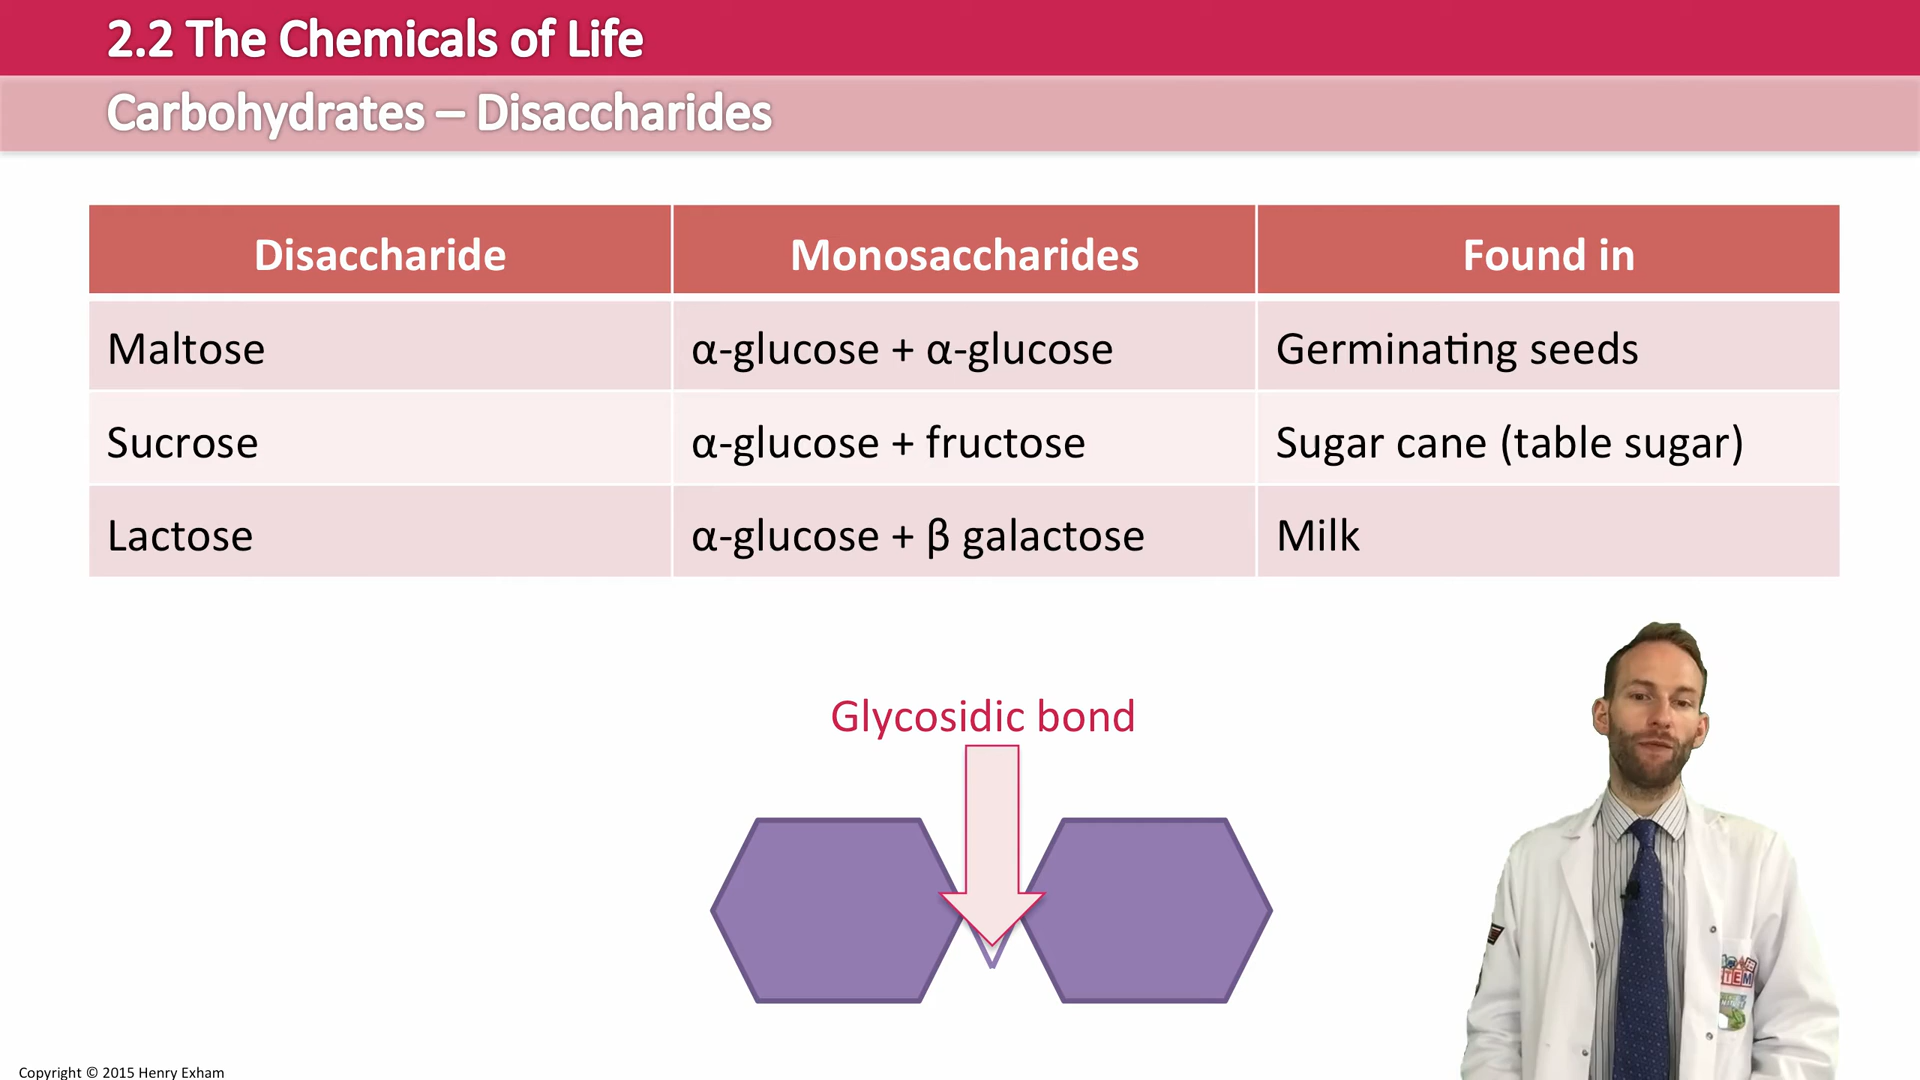 2.2 The Chemicals of Life
Carbohydrates – Disaccharides
Disaccharide Monosaccharides Found in
Maltose α-glucose + α-glucose Germinating seeds
Sucrose α-glucose + fructose Sugar cane (table sugar)
Lactose α-glucose + β galactose Milk
Glycosidic bond
Copyright © 2015 Henry Exham